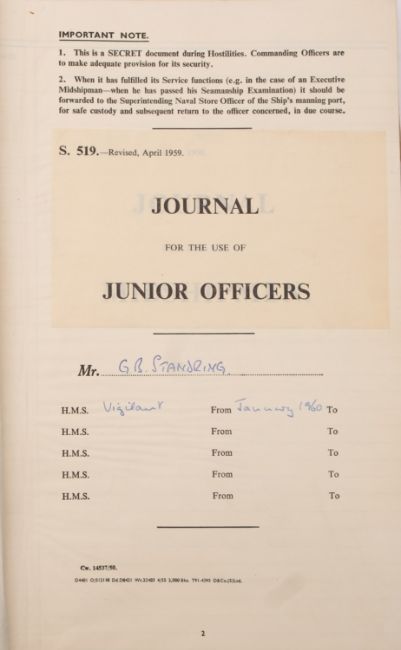 IMPORTANT NOTE.
1. This is a SECRET document during Hostilities. Commanding Officers are
to make adequate provision for its security.
2. When it has fulfilled its Service functions (e.g. in the case of an Executive
Midshipman—when he has passed his Seamanship Examination) it should be
forwarded to the Superintending Naval Store Officer of the Ship's manning port,
for safe custody and subsequent return to the officer concerned, in due course.
S. 519.—Revised, April 1959.
JOURNAL
FOR THE USE OF
JUNIOR OFFICERS
Mr. G.B. STANDRING.
H.M.S. Vigilant From January 1960 To
H.M.S. From To
H.M.S. From To
H.M.S. From To
H.M.S. From To
Cw. 14537/50.
2